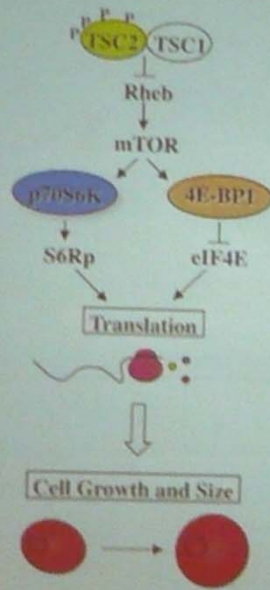 P P P P
TSC2 TSC1
Rheb
mTOR
p70S6K 4E-BP1
S6Rp eIF4E
Translation
Cell Growth and Size